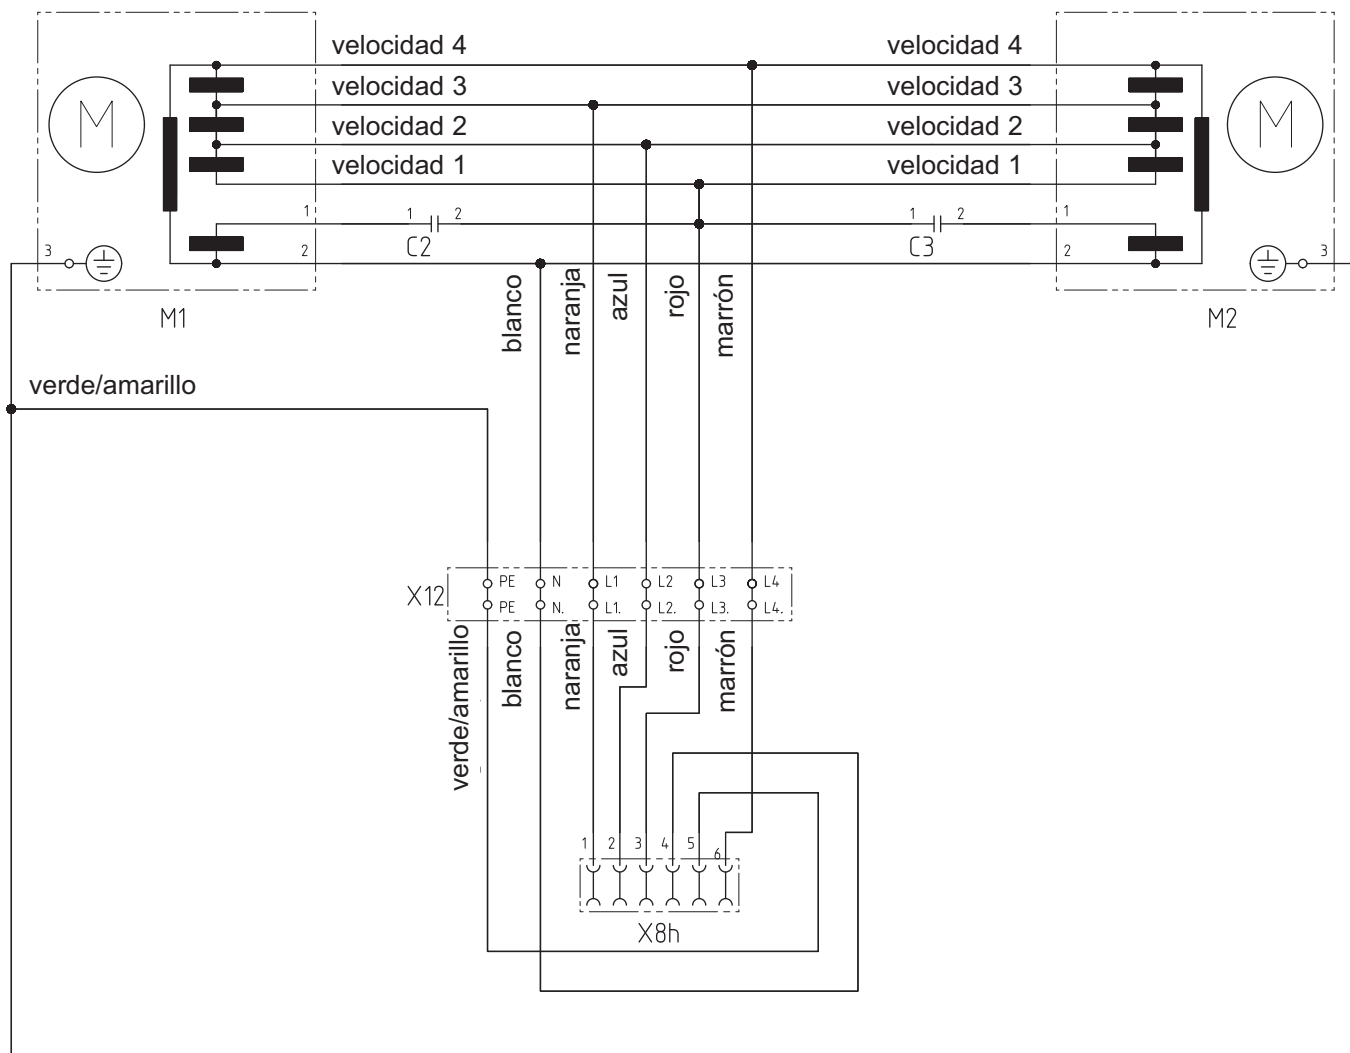 velocidad 4 velocidad 4
velocidad 3 velocidad 3
M M
velocidad 2 velocidad 2
velocidad 1 velocidad 1
1 1 2 1 2 1
C2 C3
3 2 2 3
M1 M2
blanco
naranja
azul
rojo
marrón
verde/amarillo
X12
PE N L1 L2 L3 L4
PE N. L1. L2. L3. L4.
verde/amarillo
blanco
naranja
azul
rojo
marrón
1 2 3 4 5 6
X8h